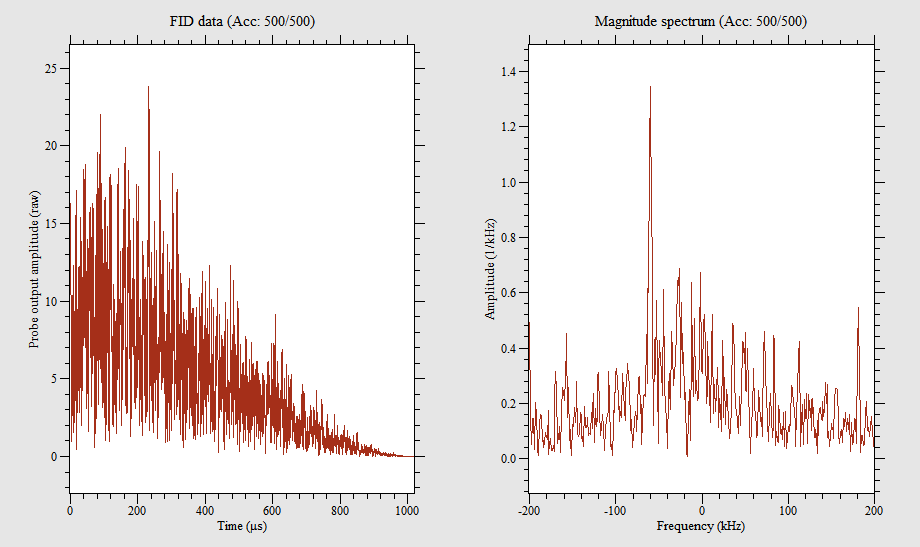 FID data (Acc: 500/500)
Probe output amplitude (raw)
25
20
15
10
5
0
0 200 400 600 800 1000
Time (µs)
Magnitude spectrum (Acc: 500/500)
Amplitude (1/kHz)
1.4
1.2
1.0
0.8
0.6
0.4
0.2
0.0
-200 -100 0 100 200
Frequency (kHz)